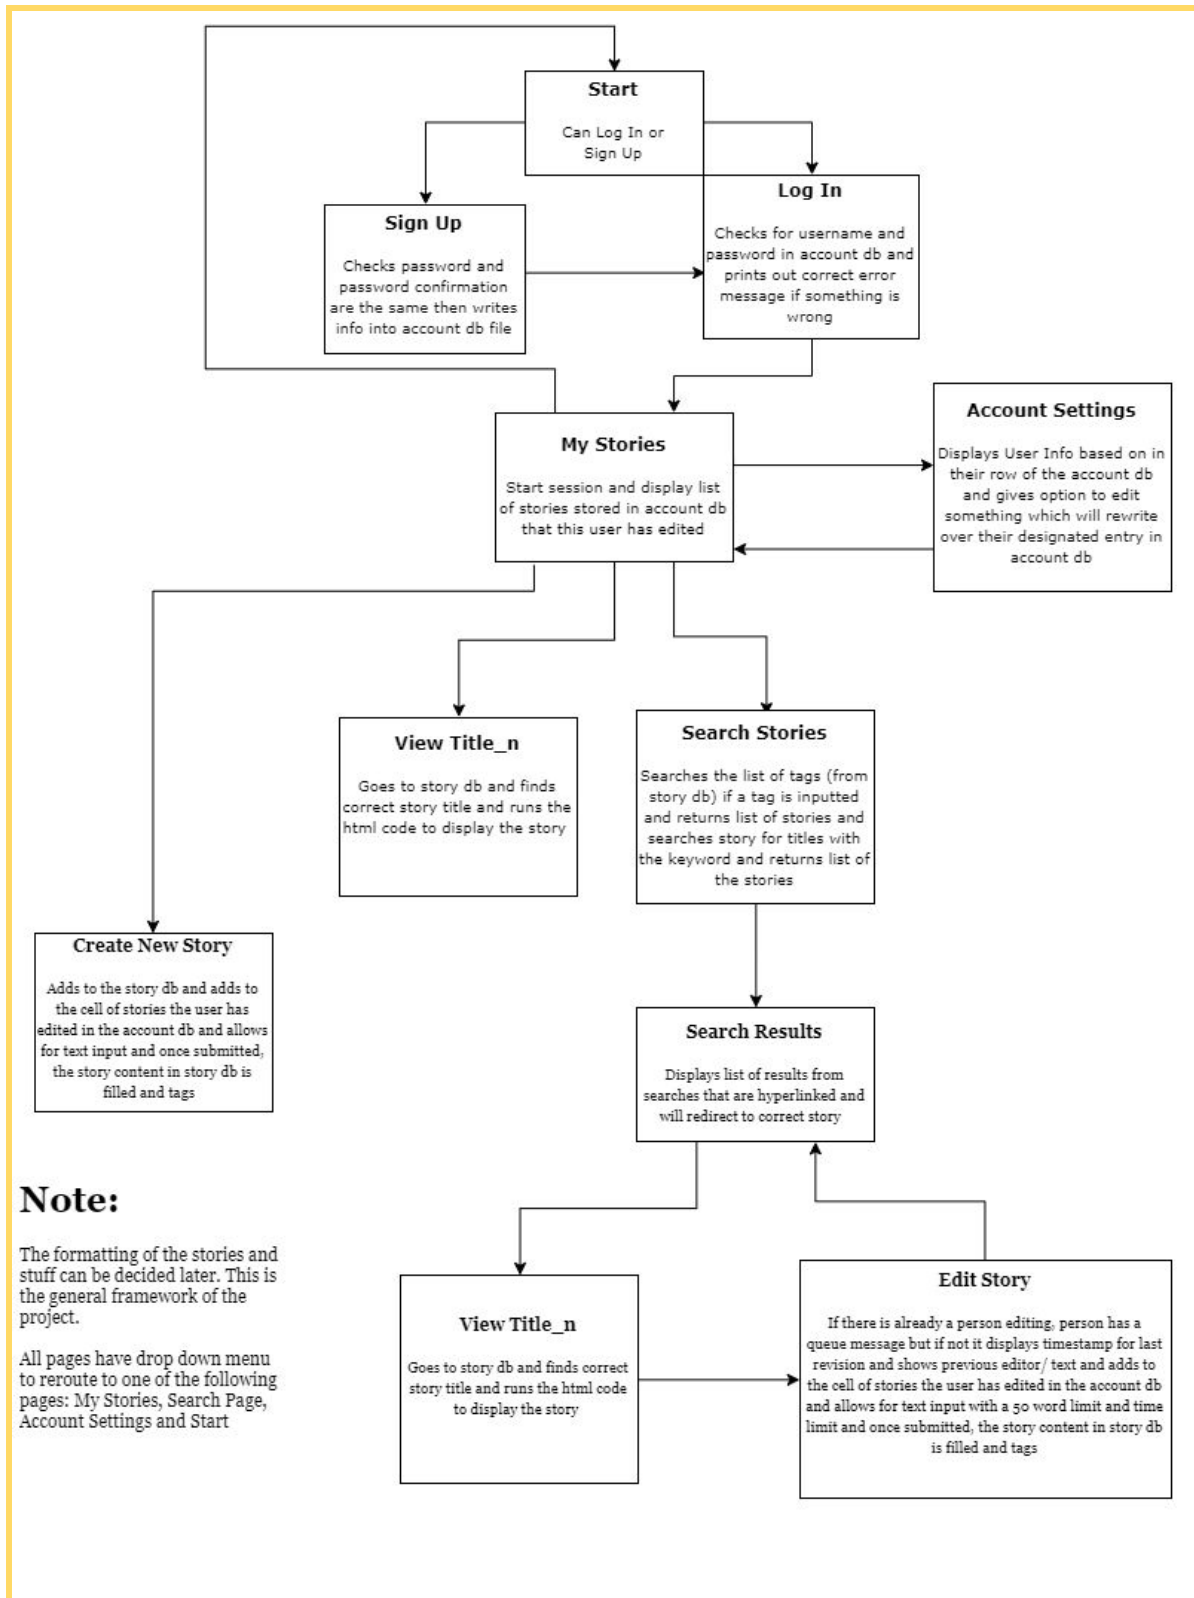 Start
Can Log In or
Sign Up
Log In
Checks for username and
password in account db and
prints out correct error
message if something is
wrong
Sign Up
Checks password and
password confirmation
are the same then writes
info into account db file
My Stories
Start session and display list
of stories stored in account db
that this user has edited
Account Settings
Displays User Info based on in
their row of the account db
and gives option to edit
something which will rewrite
over their designated entry in
account db
View Title_n
Goes to story db and finds
correct story title and runs the
html code to display the story
Search Stories
Searches the list of tags (from
story db) if a tag is inputted
and returns list of stories and
searches story for titles with
the keyword and returns list of
the stories
Create New Story
Adds to the story db and adds to
the cell of stories the user has
edited in the account db and allows
for text input and once submitted,
the story content in story db is
filled and tags
Search Results
Displays list of results from
searches that are hyperlinked and
will redirect to correct story
Note:
The formatting of the stories and
stuff can be decided later. This is
the general framework of the
project.
All pages have drop down menu
to reroute to one of the following
pages: My Stories, Search Page,
Account Settings and Start
View Title_n
Goes to story db and finds correct
story title and runs the html code
to display the story
Edit Story
If there is already a person editing, person has a
queue message but if not it displays timestamp for last
revision and shows previous editor/ text and adds to
the cell of stories the user has edited in the account db
and allows for text input with a 50 word limit and time
limit and once submitted, the story content in story db
is filled and tags